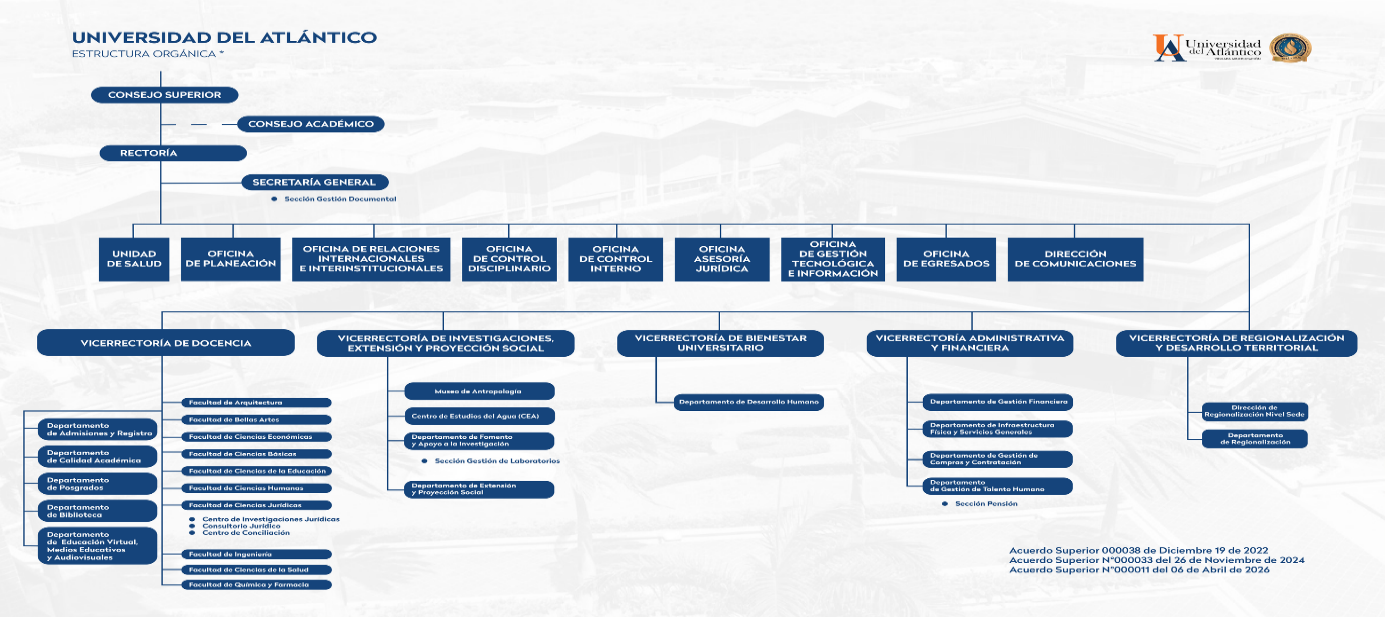 UNIVERSIDAD DEL ATLÁNTICO
ESTRUCTURA ORGÁNICA *
Universidad
del Atlántico
CONSEJO SUPERIOR
CONSEJO ACADÉMICO
RECTORÍA
SECRETARÍA GENERAL
Sección Gestión Documental
UNIDAD
DE SALUD
OFICINA
DE PLANEACIÓN
OFICINA DE RELACIONES
INTERNACIONALES
E INTERINSTITUCIONALES
OFICINA
DE CONTROL
DISCIPLINARIO
OFICINA
DE CONTROL
INTERNO
OFICINA
ASESORÍA
JURÍDICA
OFICINA
DE GESTIÓN
TECNOLÓGICA
E INFORMACIÓN
OFICINA
DE EGRESADOS
DIRECCIÓN
DE COMUNICACIONES
VICERRECTORÍA DE DOCENCIA
Departamento
de Admisiones y Registro
Departamento
de Calidad Académica
Departamento
de Posgrados
Departamento
de Biblioteca
Departamento
de Educación Virtual,
Medios Educativos
y Audiovisuales
Facultad de Arquitectura
Facultad de Bellas Artes
Facultad de Ciencias Económicas
Facultad de Ciencias Básicas
Facultad de Ciencias de la Educación
Facultad de Ciencias Humanas
Facultad de Ciencias Jurídicas
Centro de Investigaciones Jurídicas
Consultorio Jurídico
Centro de Conciliación
Facultad de Ingeniería
Facultad de Ciencias de la Salud
Facultad de Química y Farmacia
VICERRECTORÍA DE INVESTIGACIONES,
EXTENSIÓN Y PROYECCIÓN SOCIAL
Museo de Antropología
Centro de Estudios del Agua (CEA)
Departamento de Fomento
y Apoyo a la Investigación
Sección Gestión de Laboratorios
Departamento de Extensión
y Proyección Social
VICERRECTORÍA DE BIENESTAR
UNIVERSITARIO
Departamento de Desarrollo Humano
VICERRECTORÍA ADMINISTRATIVA
Y FINANCIERA
Departamento de Gestión Financiera
Departamento de Infraestructura
Física y Servicios Generales
Departamento de Gestión de
Compras y Contratación
Departamento
de Gestión de Talento Humano
Sección Pensión
VICERRECTORÍA DE REGIONALIZACIÓN
Y DESARROLLO TERRITORIAL
Dirección de
Regionalización Nivel Sede
Departamento
de Regionalización
Acuerdo Superior 000038 de Diciembre 19 de 2022
Acuerdo Superior N°000033 del 26 de Noviembre de 2024
Acuerdo Superior N°000011 del 06 de Abril de 2026